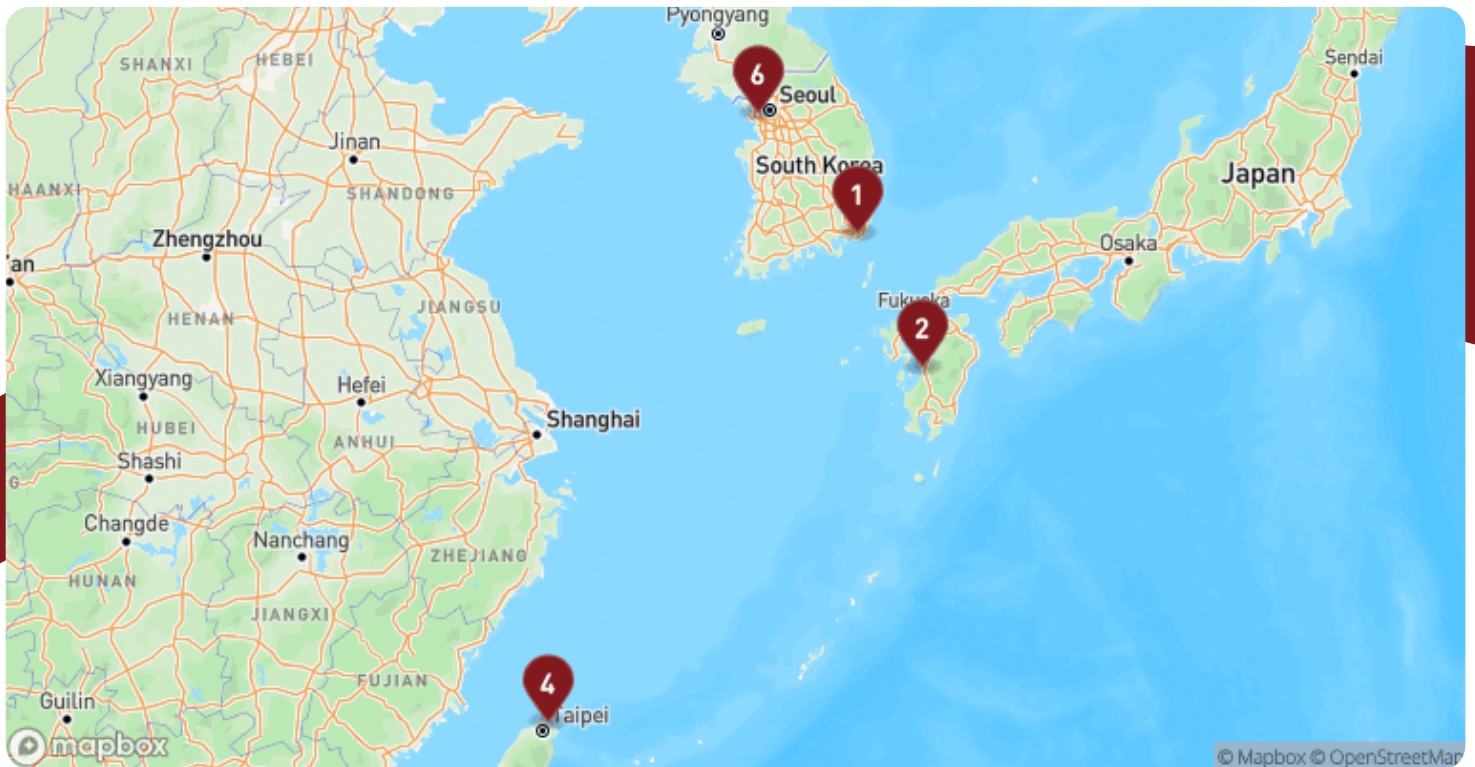 Pyongyang
Sendai
SHANXI
HEBEI
6
Seoul
Jinan
South Korea
Japan
HAANXI
SHANDONG
1
Zhengzhou
Osaka
'an
Fukuoka
JIANGSU
HENAN
2
Xiangyang
Hefei
Shanghai
HUBEI
ANHUI
Shashi
G
Changde
Nanchang
ZHEJIANG
HUNAN
JIANGXI
FUJIAN
4
Guilin
Taipei
mapbox
© Mapbox © OpenStreetMap